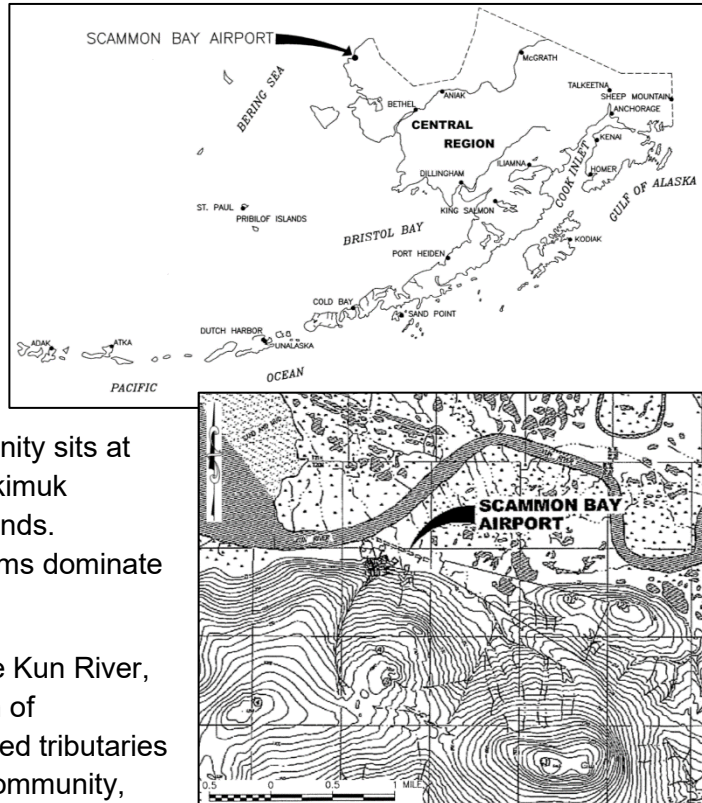 SCAMMON BAY AIRPORT
McGRATH
TALKEETNA
SHEEP MOUNTAIN
ANCHORAGE
BERING SEA
ANIAK
BETHEL
CENTRAL
REGION
KENAI
COOK INLET
ILIAMNA
HOMER
DILLINGHAM
GULF OF ALASKA
ST. PAUL
KING SALMON
PRIBILOF ISLANDS
BRISTOL BAY
KODIAK
PORT HEIDEN
COLD BAY
SAND POINT
DUTCH HARBOR
ADAK
ATKA
UNALASKA
PACIFIC
OCEAN
nity sits at
kimuk
nds.
ms dominate
e Kun River,
of
ed tributaries
ommunity,
SCAMMON BAY
AIRPORT
0.5 0 0.5 1 MILE